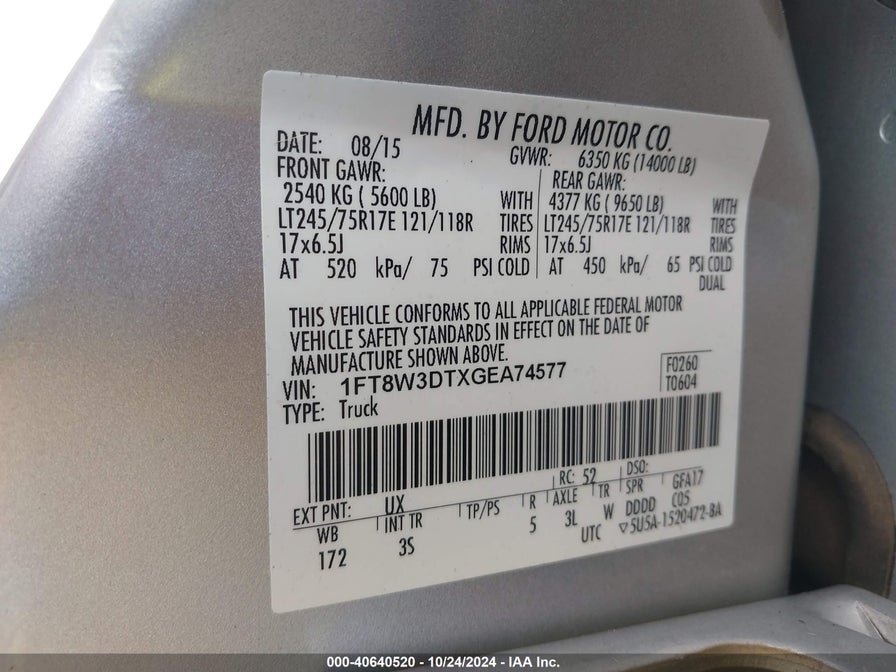 MFD. BY FORD MOTOR CO.
DATE: 08/15 GVWR: 6350 KG (14000 LB)
FRONT GAWR: REAR GAWR:
2540 KG ( 5600 LB) WITH 4377 KG ( 9650 LB) WITH
LT245/75R17E 121/118R TIRES LT245/75R17E 121/118R TIRES
17x6.5J RIMS 17x6.5J RIMS
AT 520 kPa/ 75 PSI COLD AT 450 kPa/ 65 PSI COLD
DUAL
THIS VEHICLE CONFORMS TO ALL APPLICABLE FEDERAL MOTOR
VEHICLE SAFETY STANDARDS IN EFFECT ON THE DATE OF
MANUFACTURE SHOWN ABOVE.
VIN: 1FT8W3DTXGEA74577 F0260
TYPE: Truck T0604
EXT PNT: UX RC: 52 DSO:
WB INT TR TP/PS R AXLE TR SPR GFA17
172 3S 5 3L W DDDD C05
UTC ▽5U5A-1520472-BA
000-40640520 - 10/24/2024 - IAA Inc.